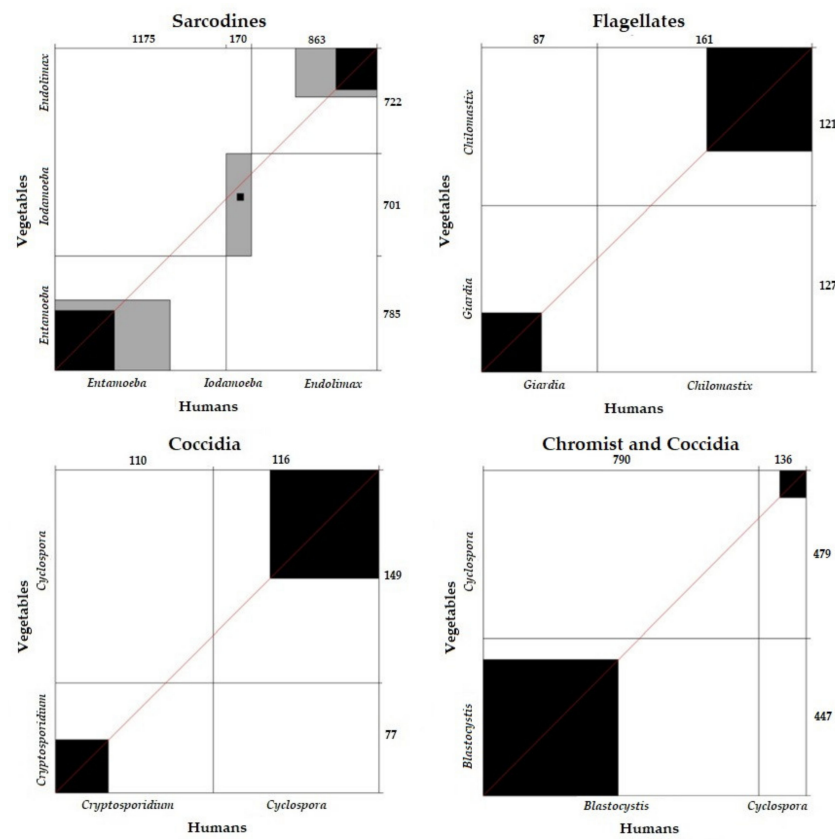 Sarcodines
1175 170 863
Endolimax
722
Iodamoeba
701
Vegetables
Entamoeba
785
Entamoeba Iodamoeba Endolimax
Humans
Flagellates
87 161
Chilomastix
121
Vegetables
Giardia
127
Giardia Chilomastix
Humans
Coccidia
110 116
Cyclospora
149
Vegetables
Cryptosporidium
77
Cryptosporidium Cyclospora
Humans
Chromist and Coccidia
790 136
Cyclospora
479
Vegetables
Blastocystis
447
Blastocystis Cyclospora
Humans